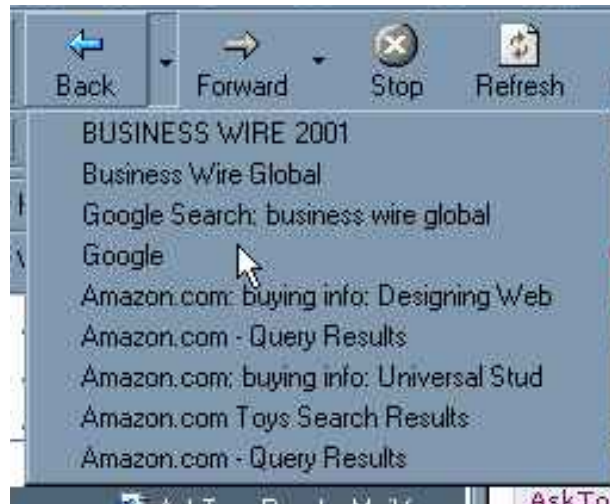 Back Forward Stop Refresh
BUSINESS WIRE 2001
Business Wire Global
Google Search: business wire global
Google
Amazon.com: buying info: Designing Web
Amazon.com - Query Results
Amazon.com: buying info: Universal Stud
Amazon.com Toys Search Results
Amazon.com - Query Results
AskTo